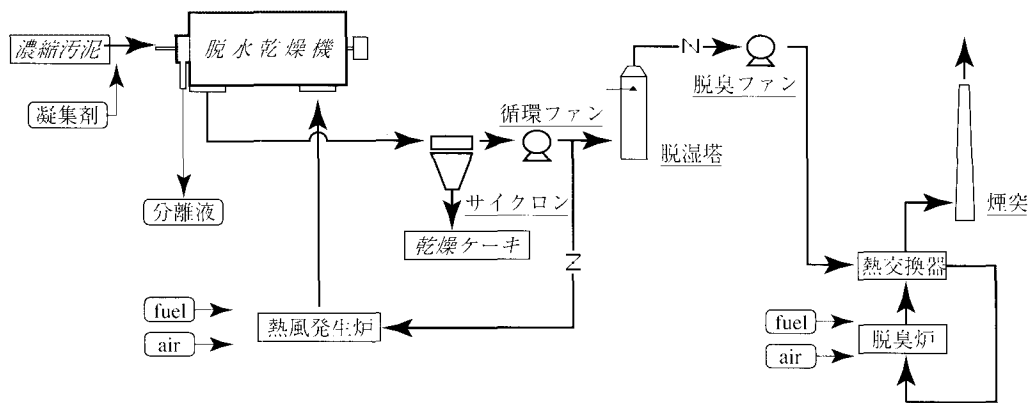 濃縮汚泥
脱水乾燥機
凝集剤
分離液
サイクロン
乾燥ケーキ
循環ファン
脱湿塔
脱臭ファン
煙突
熱交換器
fuel
air
熱風発生炉
fuel
air
脱臭炉